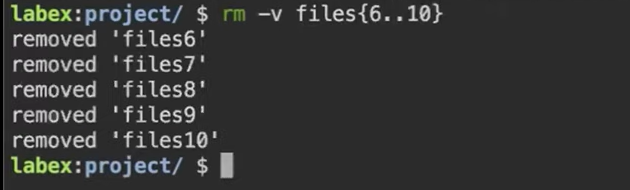 labex:project/ $ rm -v files{6..10}
removed 'files6'
removed 'files7'
removed 'files8'
removed 'files9'
removed 'files10'
labex:project/ $